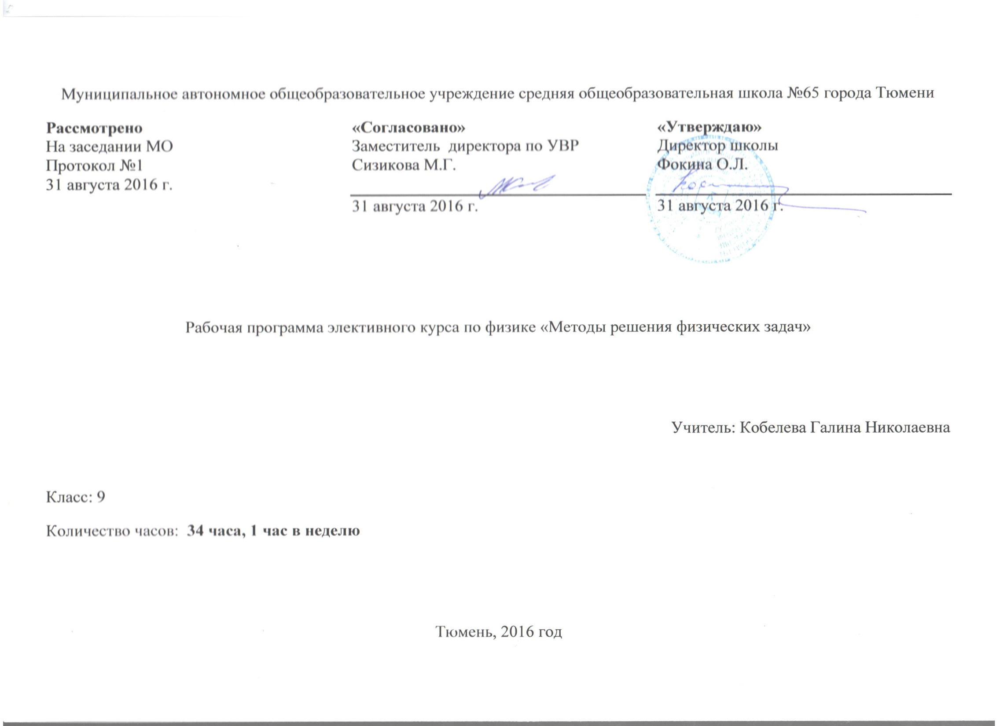 Муниципальное автономное общеобразовательное учреждение средняя общеобразовательная школа №65 города Тюмени
Рассмотрено
На заседании МО
Протокол №1
31 августа 2016 г.
«Согласовано»
Заместитель директора по УВР
Сизикова М.Г.
31 августа 2016 г.
«Утверждаю»
Директор школы
Фокина О.Л.
31 августа 2016 г.
Рабочая программа элективного курса по физике «Методы решения физических задач»
Учитель: Кобелева Галина Николаевна
Класс: 9
Количество часов: 34 часа, 1 час в неделю
Тюмень, 2016 год